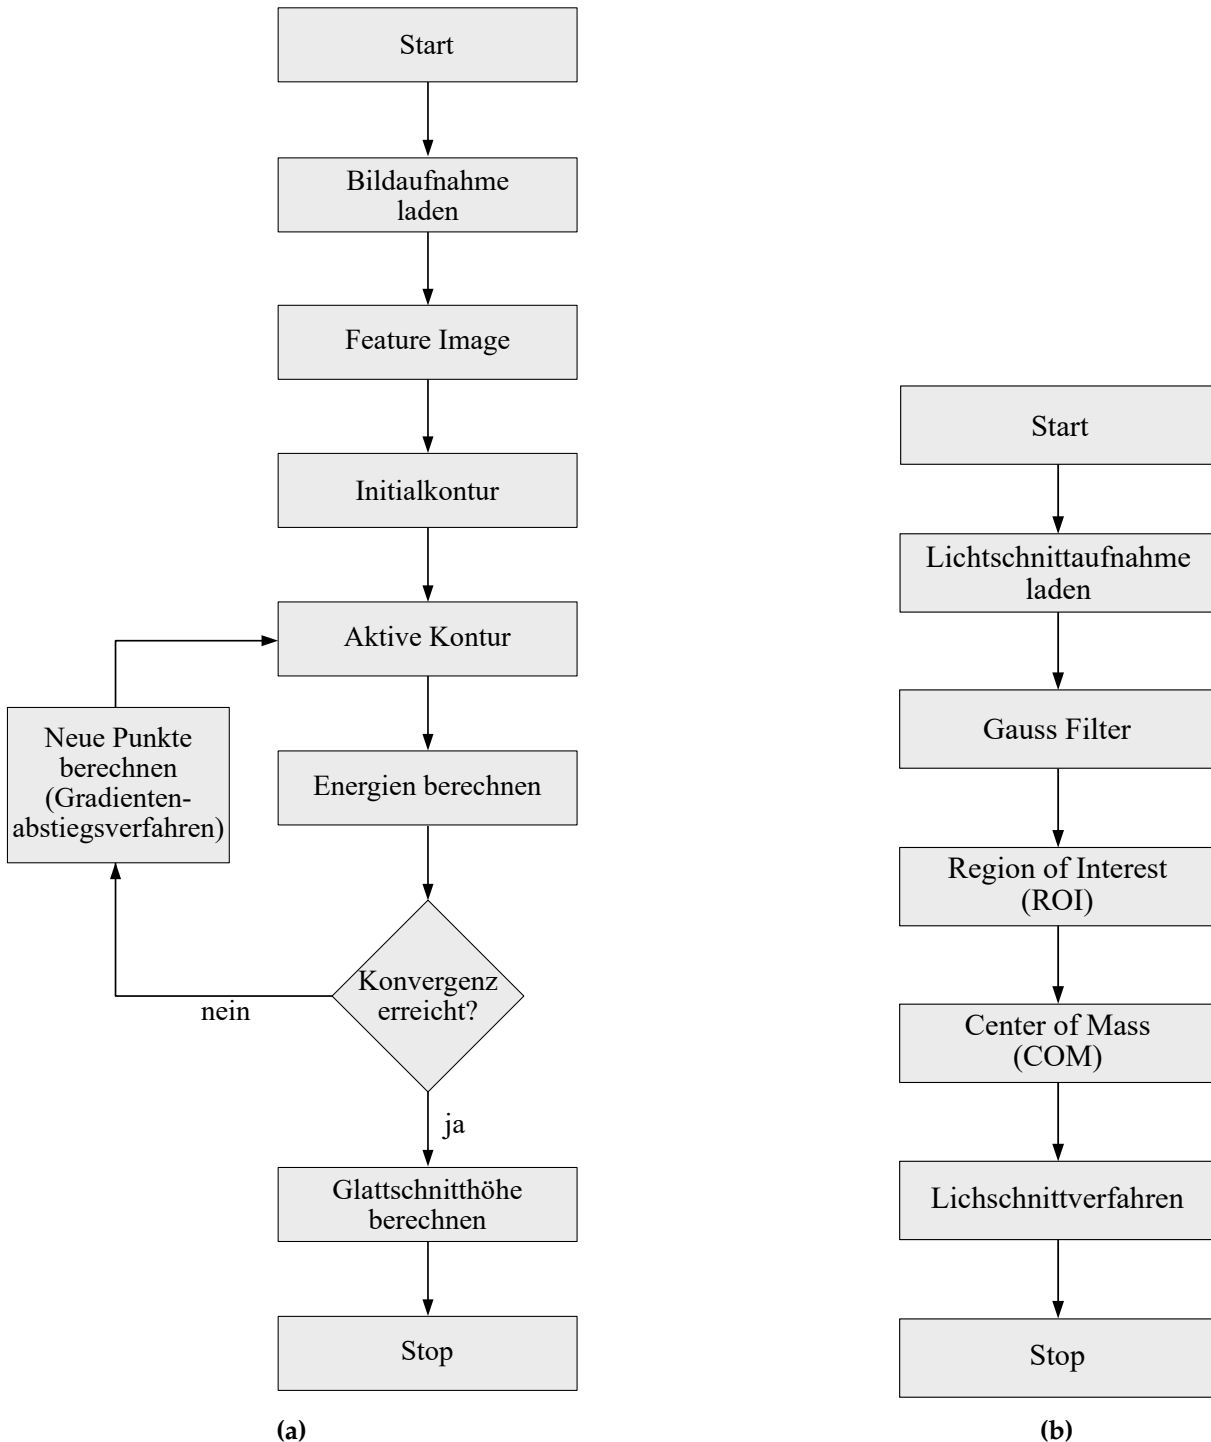 Start
Bildaufnahme
laden
Feature Image
Initialkontur
Aktive Kontur
Neue Punkte
berechnen
(Gradienten-
abstiegsverfahren)
Energien berechnen
Konvergenz
erreicht?
nein
ja
Glattschnitthöhe
berechnen
Stop
(a)
Start
Lichtschnittaufnahme
laden
Gauss Filter
Region of Interest
(ROI)
Center of Mass
(COM)
Lichschnittverfahren
Stop
(b)